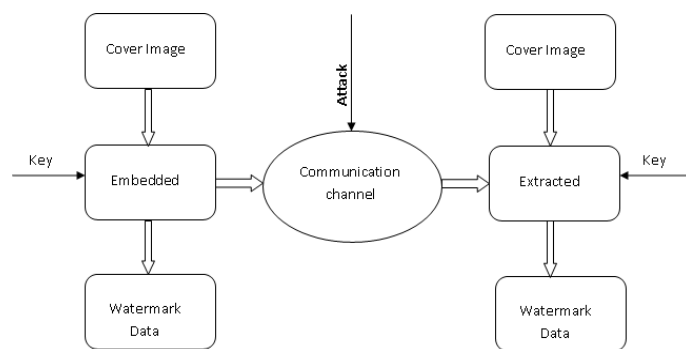 Cover Image
Attack
Cover Image
Key
Embedded
Communication
channel
Extracted
Key
Watermark
Data
Watermark
Data